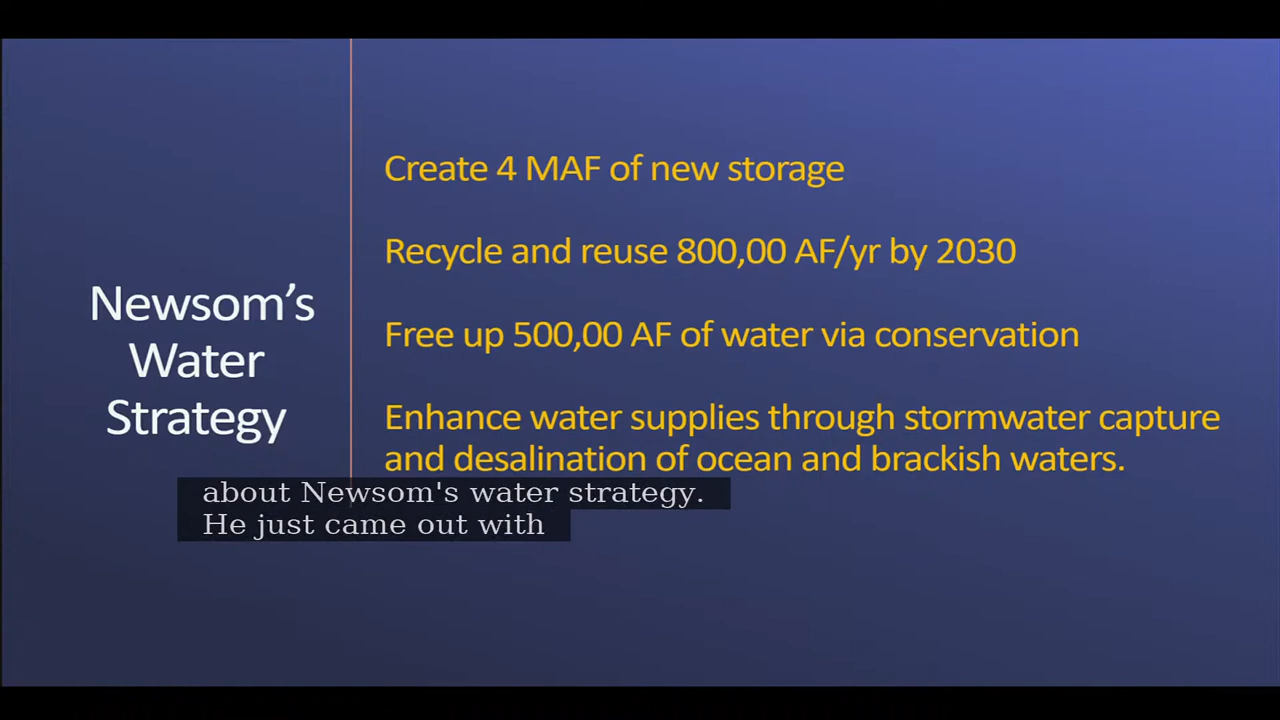 Newsom’s
Water
Strategy
Create 4 MAF of new storage
Recycle and reuse 800,00 AF/yr by 2030
Free up 500,00 AF of water via conservation
Enhance water supplies through stormwater capture
and desalination of ocean and brackish waters.
about Newsom's water strategy.
He just came out with